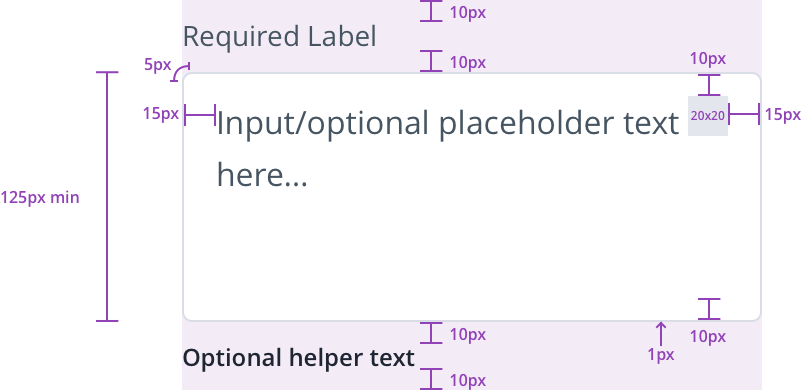 10px
Required Label
10px
10px
5px
15px
Input/optional placeholder text
20x20
15px
here...
125px min
10px
10px
1px
Optional helper text
10px